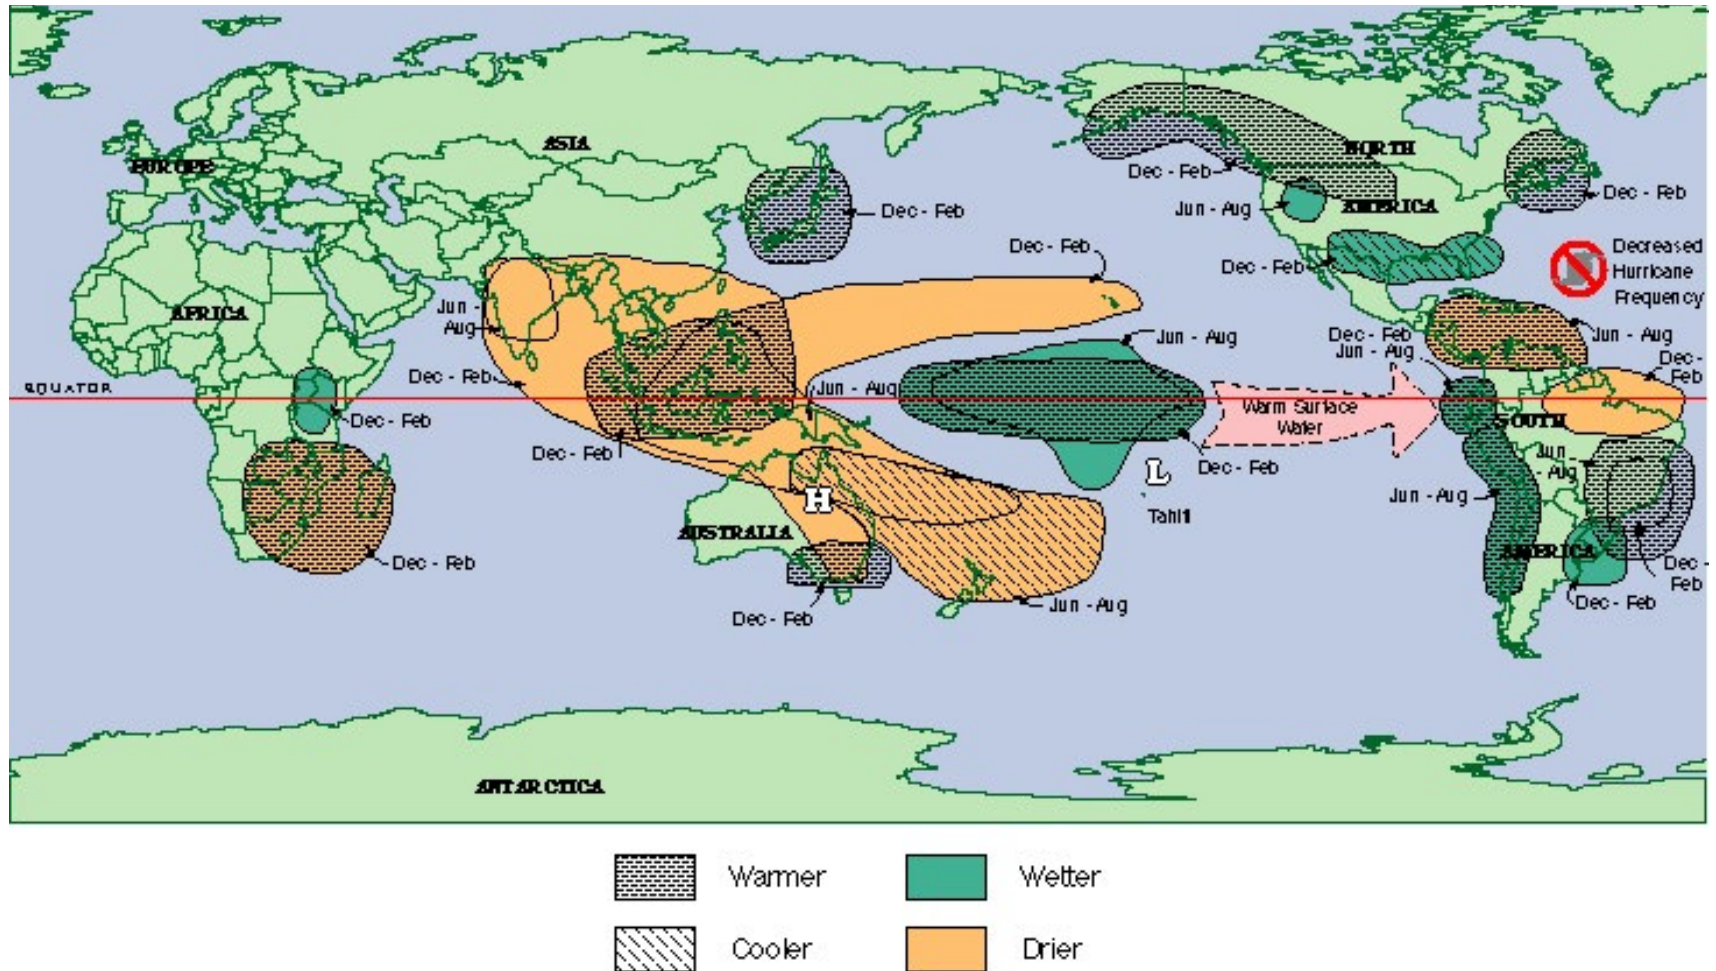 ASIA
EUROPE
NORTH
AMERICA
Dec - Feb
Dec - Feb
Jun - Aug
Dec - Feb
Dec - Feb
Dec - Feb
Decreased
Hurricane
Frequency
AFRICA
Jun -
Aug
Dec - Feb
Jun - Aug
Dec - Feb
Jun - Aug
Jun - Aug
Dec -
Feb
EQUATOR
Dec - Feb
Jun - Aug
Warm Surface
Water
Dec - Feb
SOUTH
AMERICA
Dec - Feb
Dec - Feb
L
Tahiti
Jun - Aug
Jun
- Aug
H
AUSTRALIA
Dec - Feb
Dec - Feb
Jun - Aug
Dec - Feb
Dec -
Feb
ANTARCTICA
Warmer
Wetter
Cooler
Drier